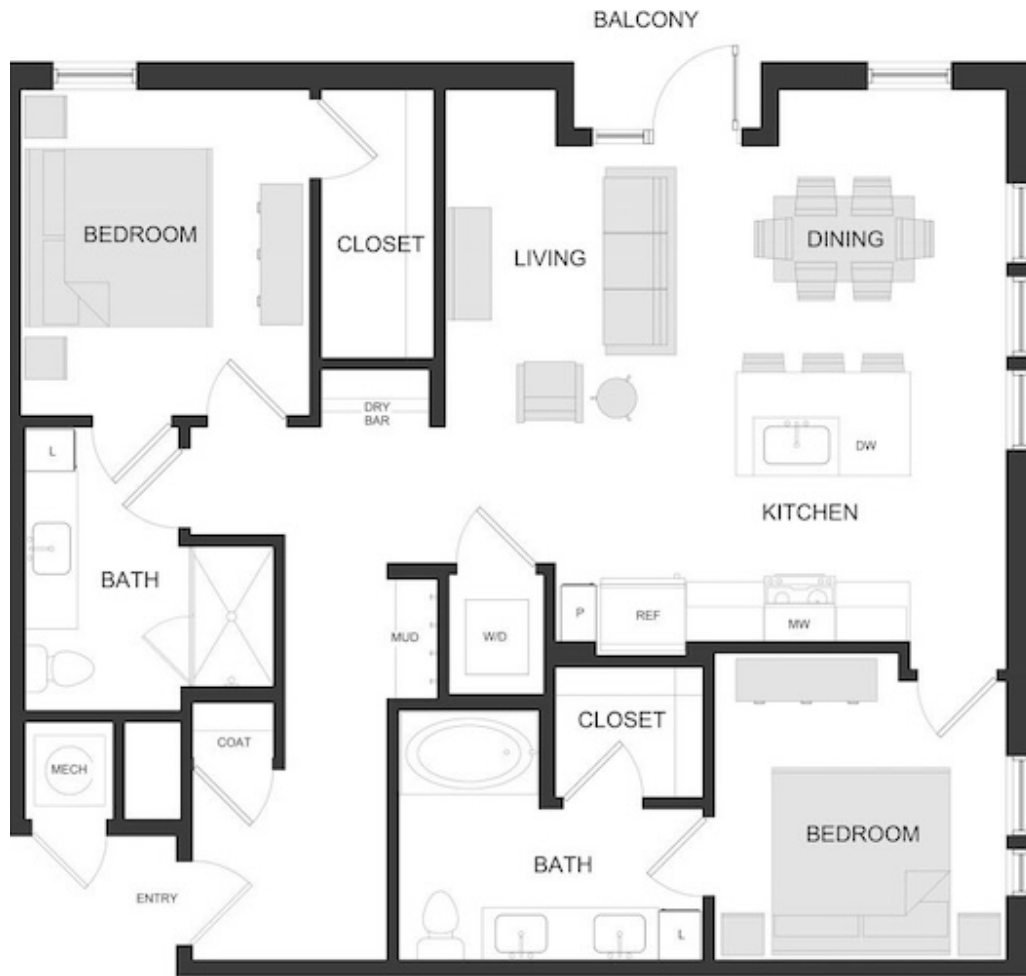 BALCONY
BEDROOM
CLOSET
LIVING
DINING
DRY
BAR
L
DW
KITCHEN
BATH
P
REF
MW
MUD
W/D
CLOSET
COAT
MECH
BEDROOM
BATH
ENTRY
L